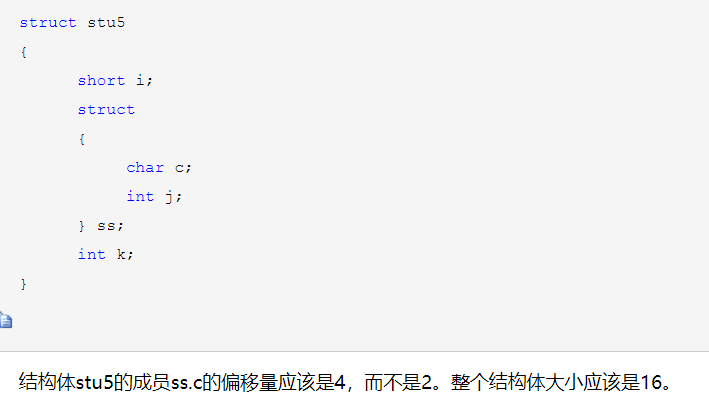 struct stu5
{
short i;
struct
{
char c;
int j;
} ss;
int k;
}
结构体stu5的成员ss.c的偏移量应该是4，而不是2。整个结构体大小应该是16。